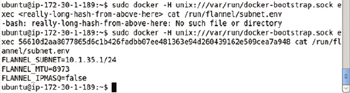 ubuntu@ip-172-30-1-189:~$ sudo docker -H unix:///var/run/docker-bootstrap.sock e
xec <really-long-hash-from-above-here> cat /run/flannel/subnet.env
-bash: really-long-hash-from-above-here: No such file or directory
ubuntu@ip-172-30-1-189:~$ sudo docker -H unix:///var/run/docker-bootstrap.sock e
xec 56610d2aa8077865d6c1b426fadbb07ee481363e94d260439162e509cea7a948 cat /run/fl
annel/subnet.env
FLANNEL_SUBNET=10.1.35.1/24
FLANNEL_MTU=8973
FLANNEL_IPMASQ=false
ubuntu@ip-172-30-1-189:~$